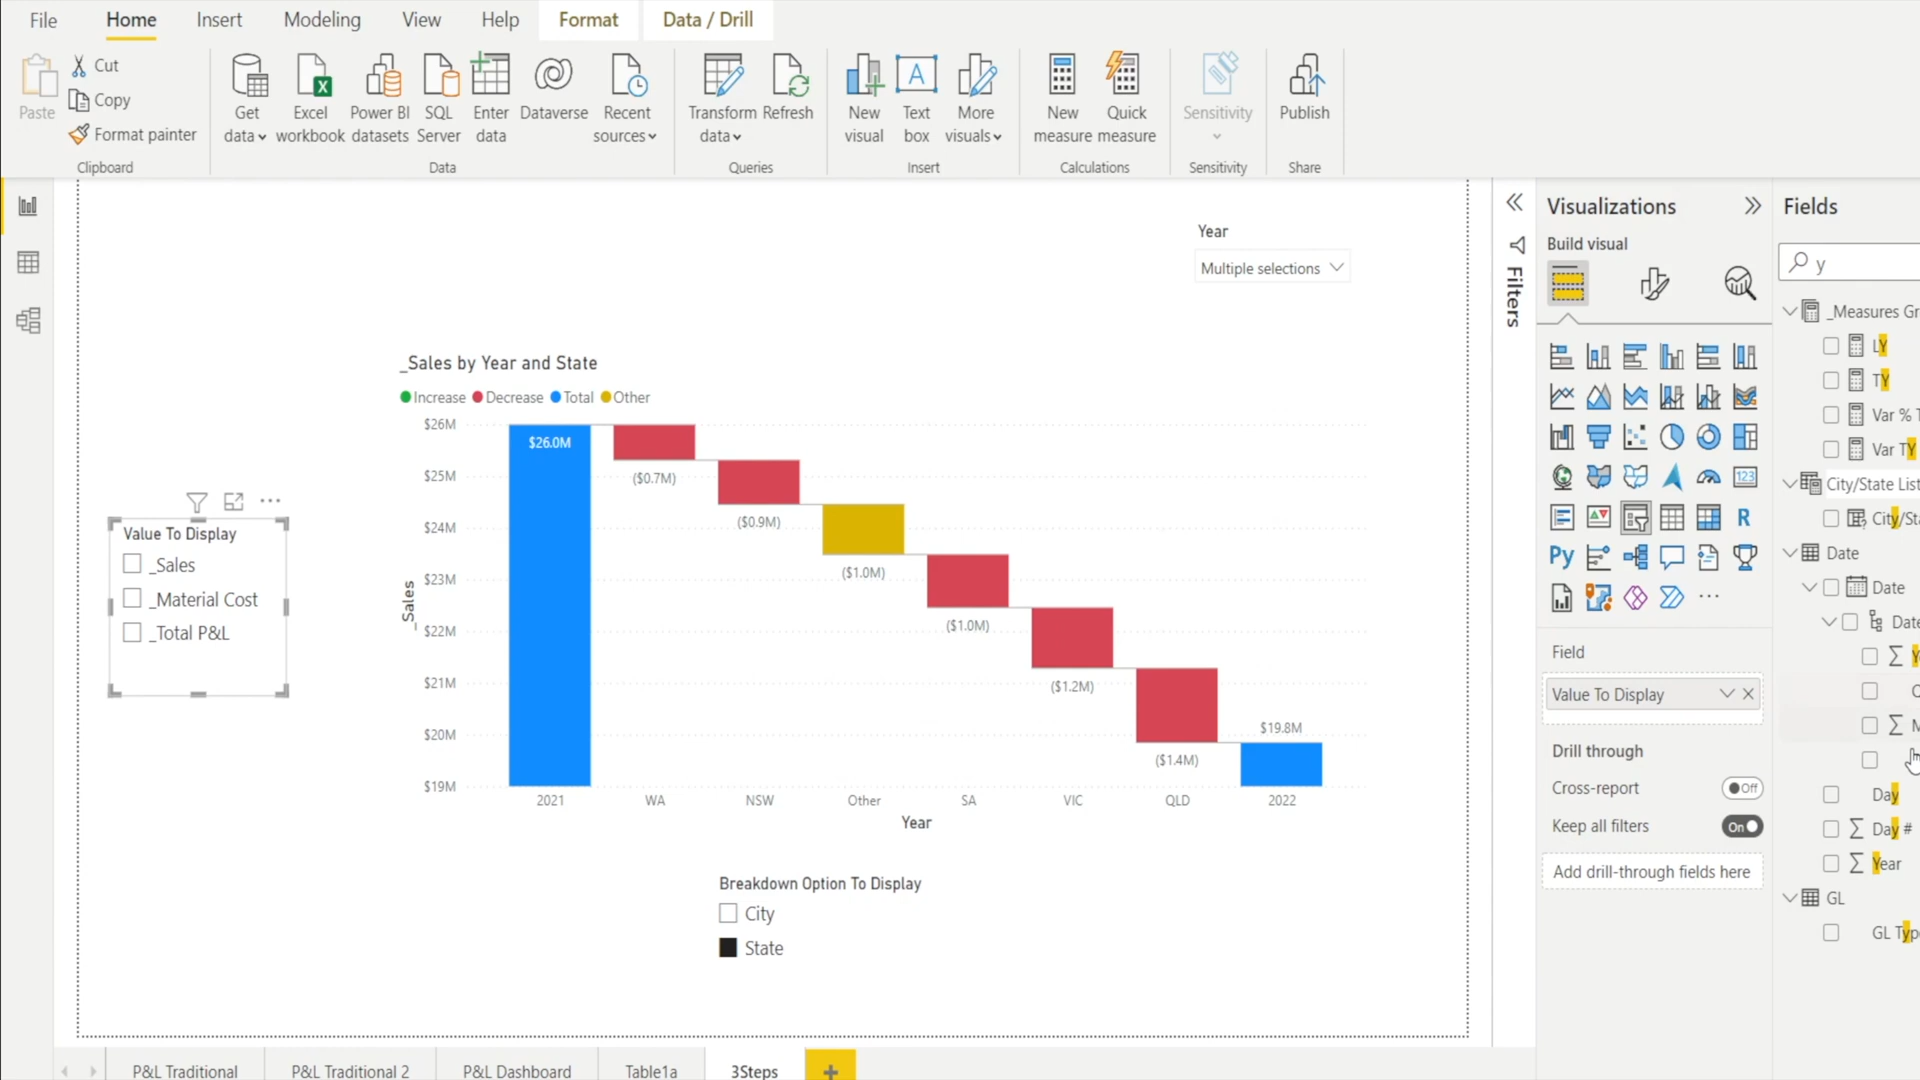 File Home Insert Modeling View Help Format Data / Drill
Paste
Cut
Copy
Format painter
Clipboard
Get data
Excel workbook
Power BI datasets
SQL Server
Enter data
Dataverse
Recent sources
Data
Transform data
Refresh
Queries
New visual
A
Text box
More visuals
Insert
New measure
Quick measure
Calculations
Sensitivity
Sensitivity
Publish
Share
Year
Multiple selections
_Sales by Year and State
Increase Decrease Total Other
$26M
$25M
$24M
$23M
$22M
$21M
$20M
$19M
_Sales
$26.0M
($0.7M)
($0.9M)
($1.0M)
($1.0M)
($1.2M)
($1.4M)
$19.8M
2021 WA NSW Other SA VIC QLD 2022
Year
Value To Display
_Sales
_Material Cost
_Total P&L
Breakdown Option To Display
City
State
P&L Traditional P&L Traditional 2 P&L Dashboard Table1a 3Steps +
Filters
Visualizations
Build visual
123
R
Py
Field
Value To Display
Drill through
Cross-report Off
Keep all filters On
Add drill-through fields here
Fields
y
_Measures Gr
LY
TY
Var % T
Var TY
City/State List
City/Sta
Date
Date
Date
Day
Day #
Year
GL
GL Typ